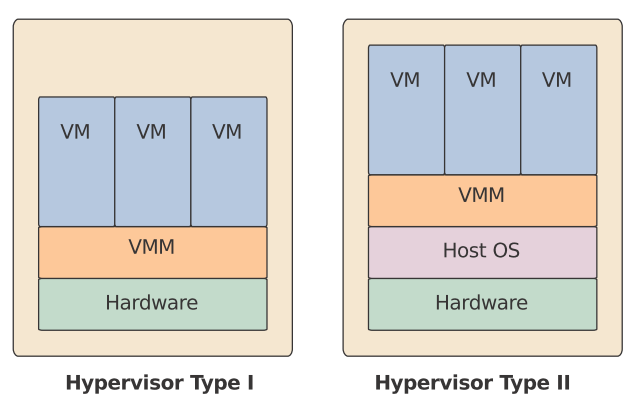 VM VM VM
VMM
Hardware
Hypervisor Type I
VM VM VM
VMM
Host OS
Hardware
Hypervisor Type II